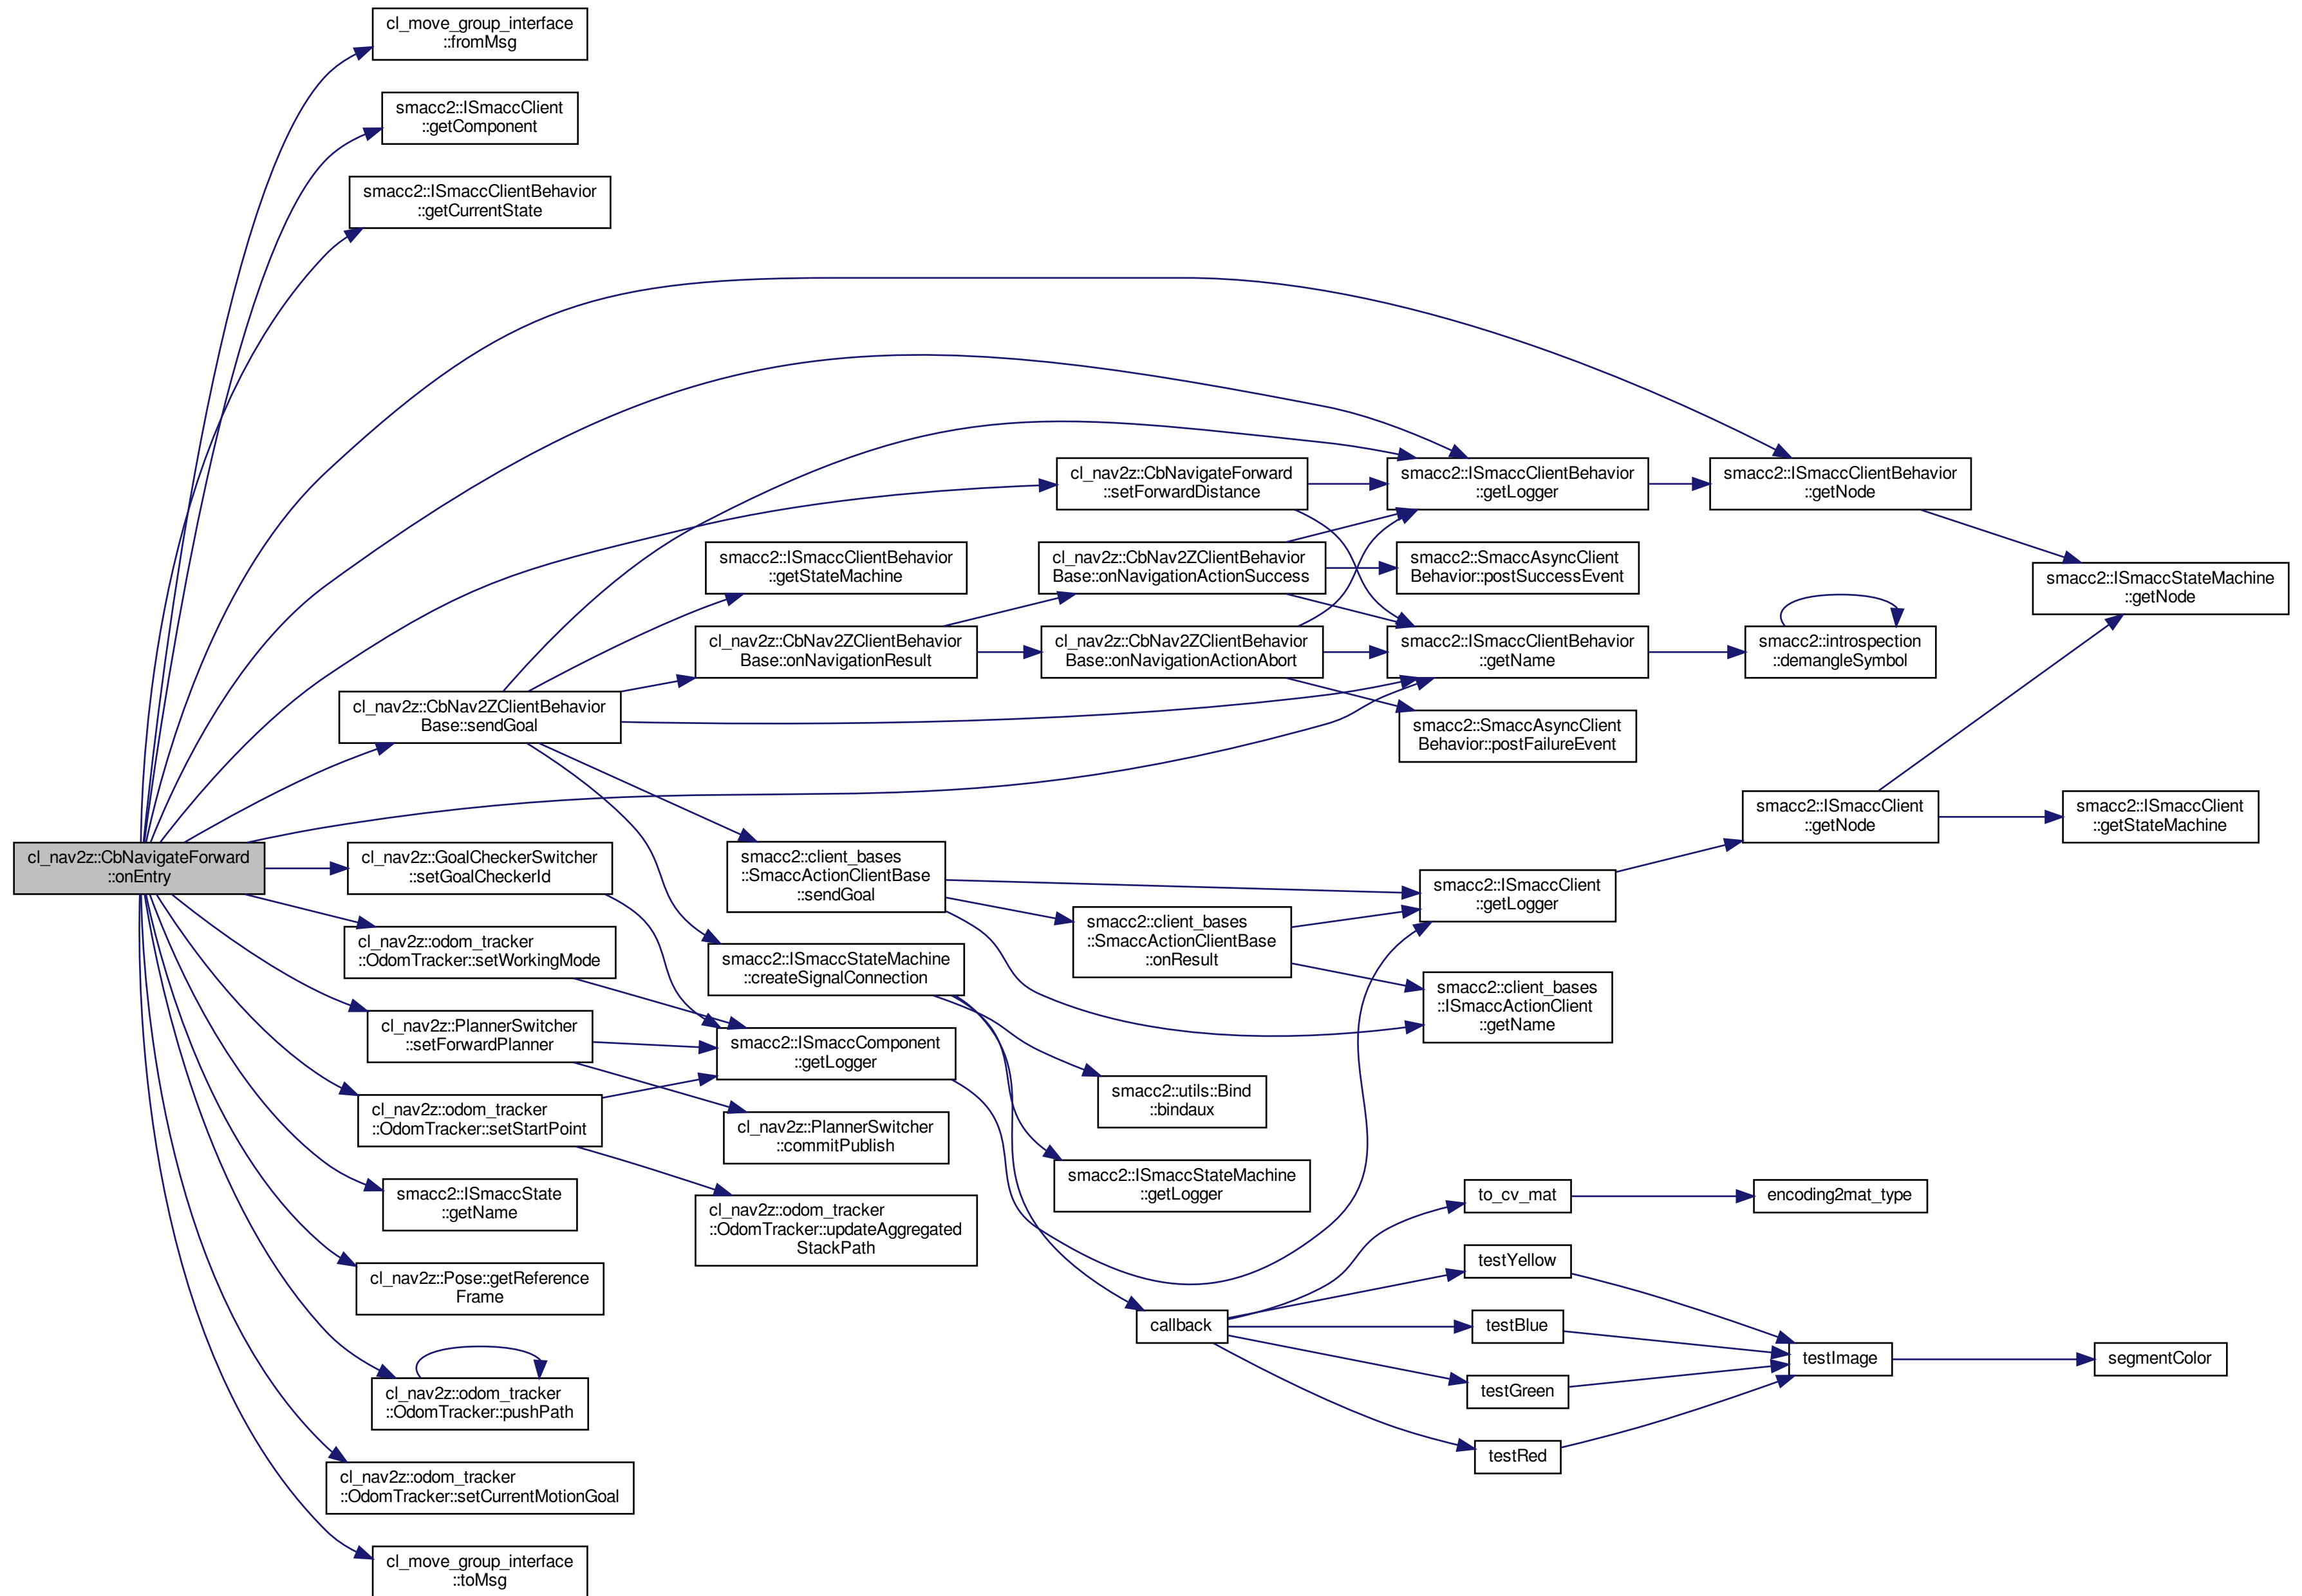 cl_move_group_interface
::fromMsg
smacc2::ISmaccClient
::getComponent
smacc2::ISmaccClientBehavior
::getCurrentState
cl_nav2z::CbNavigateForward
::setForwardDistance
smacc2::ISmaccClientBehavior
::getLogger
smacc2::ISmaccClientBehavior
::getNode
smacc2::ISmaccClientBehavior
::getStateMachine
cl_nav2z::CbNav2ZClientBehavior
Base::onNavigationActionSuccess
smacc2::SmaccAsyncClient
Behavior::postSuccessEvent
smacc2::ISmaccStateMachine
::getNode
cl_nav2z::CbNav2ZClientBehavior
Base::onNavigationResult
cl_nav2z::CbNav2ZClientBehavior
Base::onNavigationActionAbort
smacc2::ISmaccClientBehavior
::getName
smacc2::introspection
::demangleSymbol
cl_nav2z::CbNav2ZClientBehavior
Base::sendGoal
smacc2::SmaccAsyncClient
Behavior::postFailureEvent
smacc2::ISmaccClient
::getNode
smacc2::ISmaccClient
::getStateMachine
cl_nav2z::CbNavigateForward
::onEntry
cl_nav2z::GoalCheckerSwitcher
::setGoalCheckerId
smacc2::client_bases
::SmaccActionClientBase
::sendGoal
smacc2::ISmaccClient
::getLogger
cl_nav2z::odom_tracker
::OdomTracker::setWorkingMode
smacc2::ISmaccStateMachine
::createSignalConnection
smacc2::client_bases
::SmaccActionClientBase
::onResult
smacc2::client_bases
::ISmaccActionClient
::getName
cl_nav2z::PlannerSwitcher
::setForwardPlanner
smacc2::ISmaccComponent
::getLogger
smacc2::utils::Bind
::bindaux
cl_nav2z::odom_tracker
::OdomTracker::setStartPoint
cl_nav2z::PlannerSwitcher
::commitPublish
smacc2::ISmaccStateMachine
::getLogger
smacc2::ISmaccState
::getName
cl_nav2z::odom_tracker
::OdomTracker::updateAggregated
StackPath
to_cv_mat
encoding2mat_type
cl_nav2z::Pose::getReference
Frame
testYellow
callback
testBlue
testImage
segmentColor
cl_nav2z::odom_tracker
::OdomTracker::pushPath
testGreen
testRed
cl_nav2z::odom_tracker
::OdomTracker::setCurrentMotionGoal
cl_move_group_interface
::toMsg